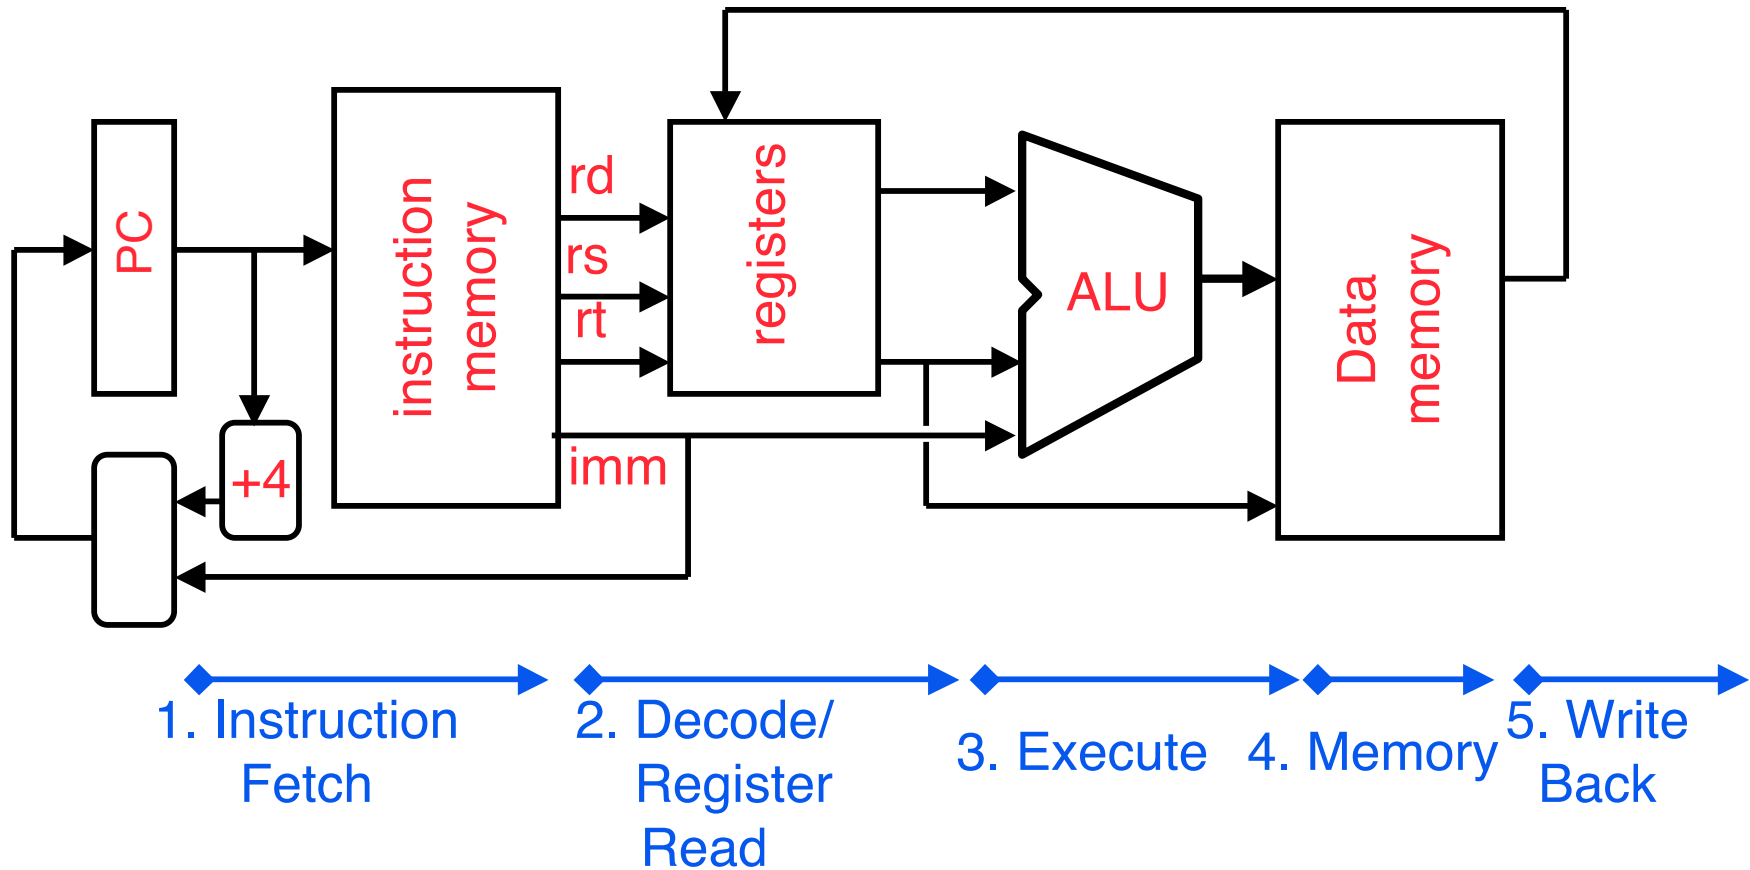 PC
+4
instruction
memory
rd
rs
rt
imm
registers
ALU
Data
memory
1. Instruction
Fetch
2. Decode/
Register
Read
3. Execute
4. Memory
5. Write
Back